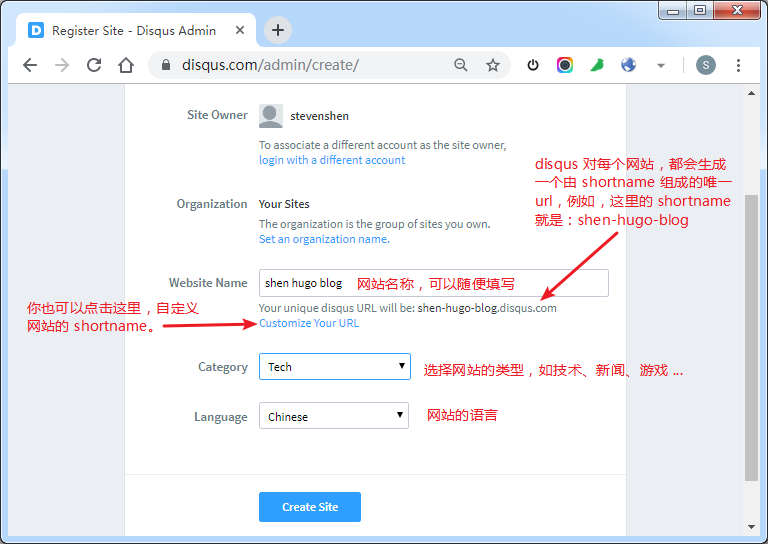 Register Site - Disqus Admin
disqus.com/admin/create/
S
Site Owner
stevenshen
To associate a different account as the site owner,
login with a different account
disqus 对每个网站，都会生成
一个由 shortname 组成的唯一
url，例如，这里的 shortname
就是：shen-hugo-blog
Organization
Your Sites
The organization is the group of sites you own.
Set an organization name.
Website Name
shen hugo blog
网站名称，可以随便填写
Your unique disqus URL will be: shen-hugo-blog.disqus.com
Customize Your URL
你也可以点击这里，自定义
网站的 shortname。
Category
Tech
选择网站的类型，如技术、新闻、游戏 ...
Language
Chinese
网站的语言
Create Site